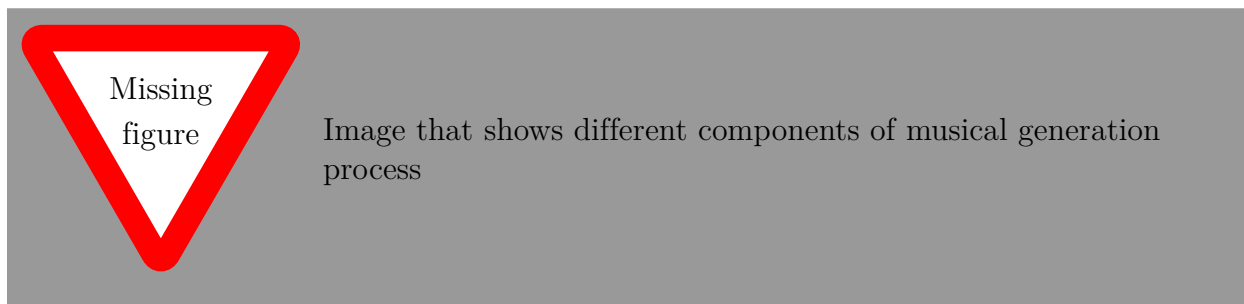 Missing
figure
Image that shows different components of musical generation
process